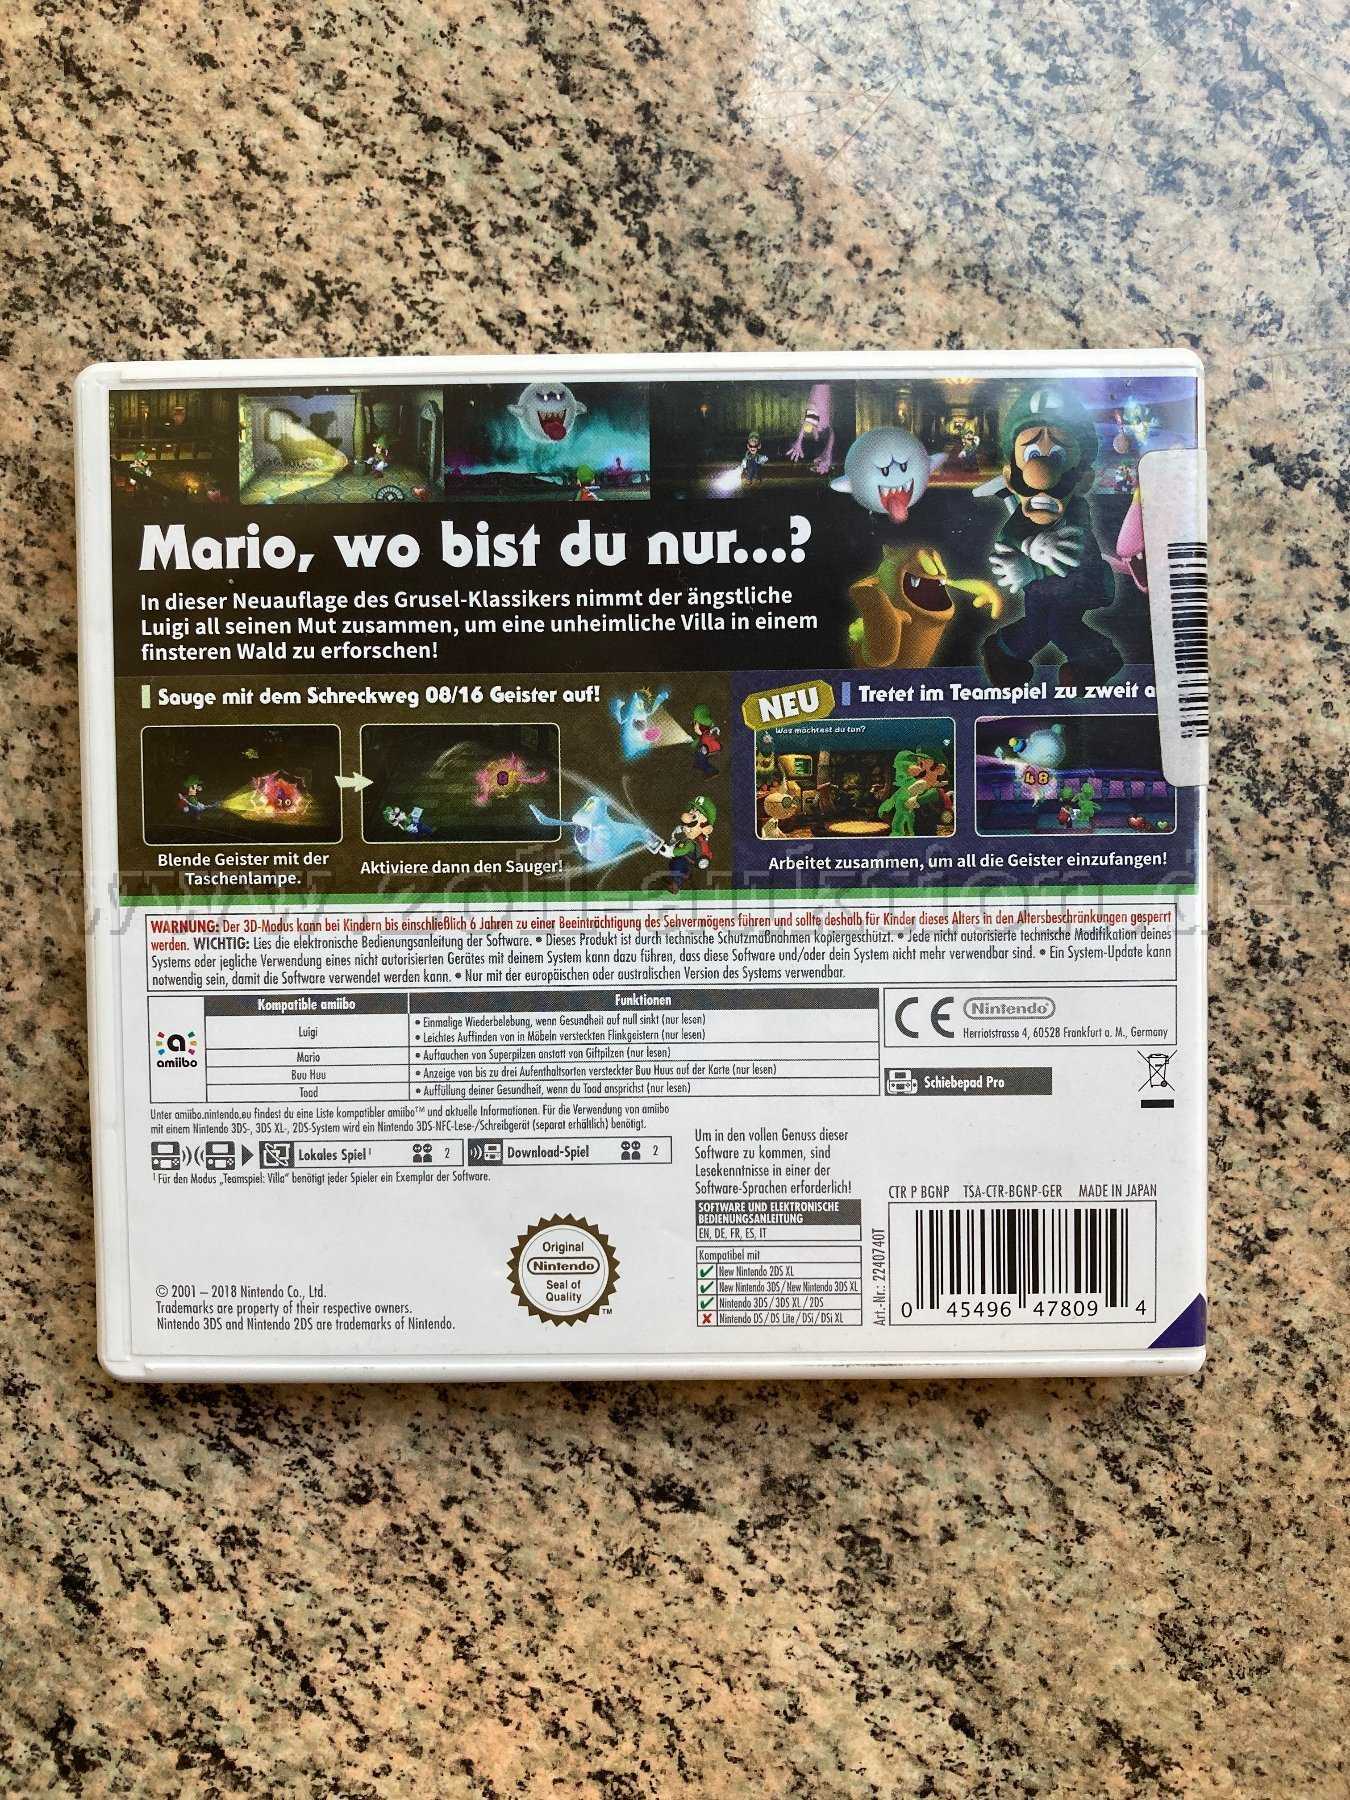 Mario, wo bist du nur...?
In dieser Neuauflage des Grusel-Klassikers nimmt der ängstliche
Luigi all seinen Mut zusammen, um eine unheimliche Villa in einem
finsteren Wald zu erforschen!
Sauge mit dem Schreckweg 08/16 Geister auf!
Blende Geister mit der
Taschenlampe.
Aktiviere dann den Sauger!
NEU
Tretet im Teamspiel zu zweit a
Was möchtest du tun?
48
Arbeitet zusammen, um all die Geister einzufangen!
www.zoll-auktion.de
WARNUNG: Der 3D-Modus kann bei Kindern bis einschließlich 6 Jahren zu einer Beeinträchtigung des Sehvermögens führen und sollte deshalb für Kinder dieses Alters in den Altersbeschränkungen gesperrt
werden. WICHTIG: Lies die elektronische Bedienungsanleitung der Software. • Dieses Produkt ist durch technische Schutzmaßnahmen kopiergeschützt. • Jede nicht autorisierte technische Modifikation deines
Systems oder jegliche Verwendung eines nicht autorisierten Gerätes mit deinem System kann dazu führen, dass diese Software und/oder dein System nicht mehr verwendbar sind. • Ein System-Update kann
notwendig sein, damit die Software verwendet werden kann. • Nur mit der europäischen oder australischen Version des Systems verwendbar.
amiibo
Kompatible amiibo Funktionen
Luigi
• Einmalige Wiederbelebung, wenn Gesundheit auf null sinkt (nur lesen)
• Leichtes Auffinden von in Möbeln versteckten Flinkgeistern (nur lesen)
Mario • Auftauchen von Superpilzen anstatt von Giftpilzen (nur lesen)
Buu Huu • Anzeige von bis zu drei Aufenthaltsorten versteckter Buu Huus auf der Karte (nur lesen)
Toad • Auffüllung deiner Gesundheit, wenn du Toad ansprichst (nur lesen)
CE Nintendo
Herriotstrasse 4, 60528 Frankfurt a. M., Germany
Schiebepad Pro
Unter amiibo.nintendo.eu findest du eine Liste kompatibler amiibo™ und aktuelle Informationen. Für die Verwendung von amiibo
mit einem Nintendo 3DS-, 3DS XL-, 2DS-System wird ein Nintendo 3DS-NFC-Lese-/Schreibgerät (separat erhältlich) benötigt.
Lokales Spiel¹ 2 Download-Spiel 2
¹ Für den Modus „Teamspiel: Villa“ benötigt jeder Spieler ein Exemplar der Software.
Um in den vollen Genuss dieser
Software zu kommen, sind
Lesekenntnisse in einer der
Software-Sprachen erforderlich!
SOFTWARE UND ELEKTRONISCHE
BEDIENUNGSANLEITUNG
EN, DE, FR, ES, IT
Kompatibel mit
New Nintendo 2DS XL
New Nintendo 3DS / New Nintendo 3DS XL
Nintendo 3DS / 3DS XL / 2DS
Nintendo DS / DS Lite / DSi / DSi XL
CTR P BGNP TSA-CTR-BGNP-GER MADE IN JAPAN
Art.-Nr.: 2240740T
0 45496 47809 4
Original
Nintendo
Seal of
Quality
TM
© 2001 – 2018 Nintendo Co., Ltd.
Trademarks are property of their respective owners.
Nintendo 3DS and Nintendo 2DS are trademarks of Nintendo.